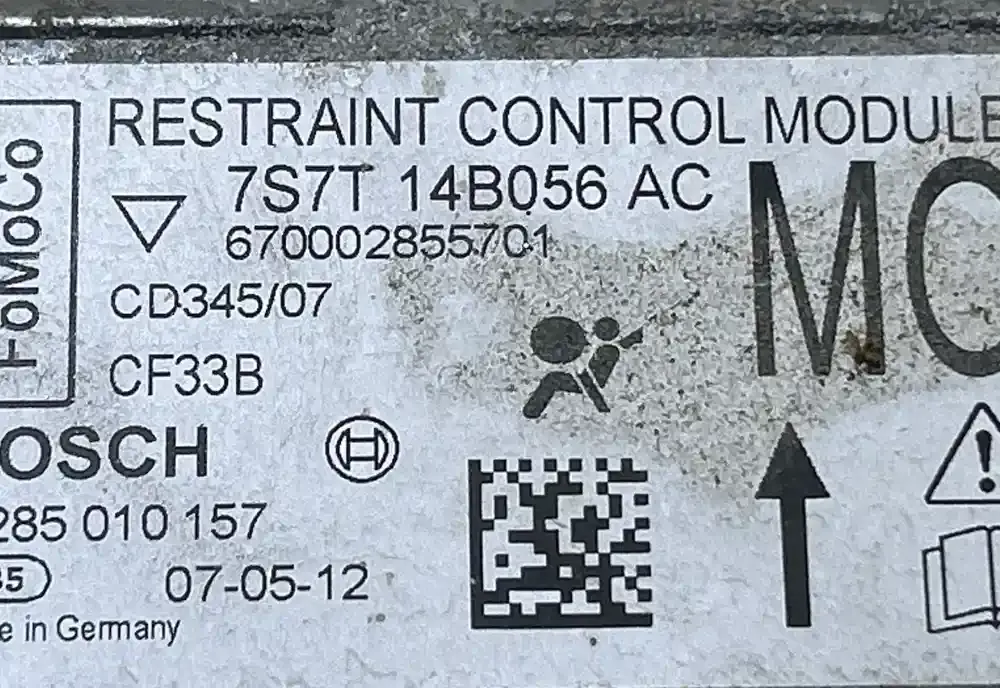 RESTRAINT CONTROL MODULE
FoMoCo
7S7T 14B056 AC
MC
670002855701
CD345/07
CF33B
OSCH
285 010 157
35
07-05-12
e in Germany